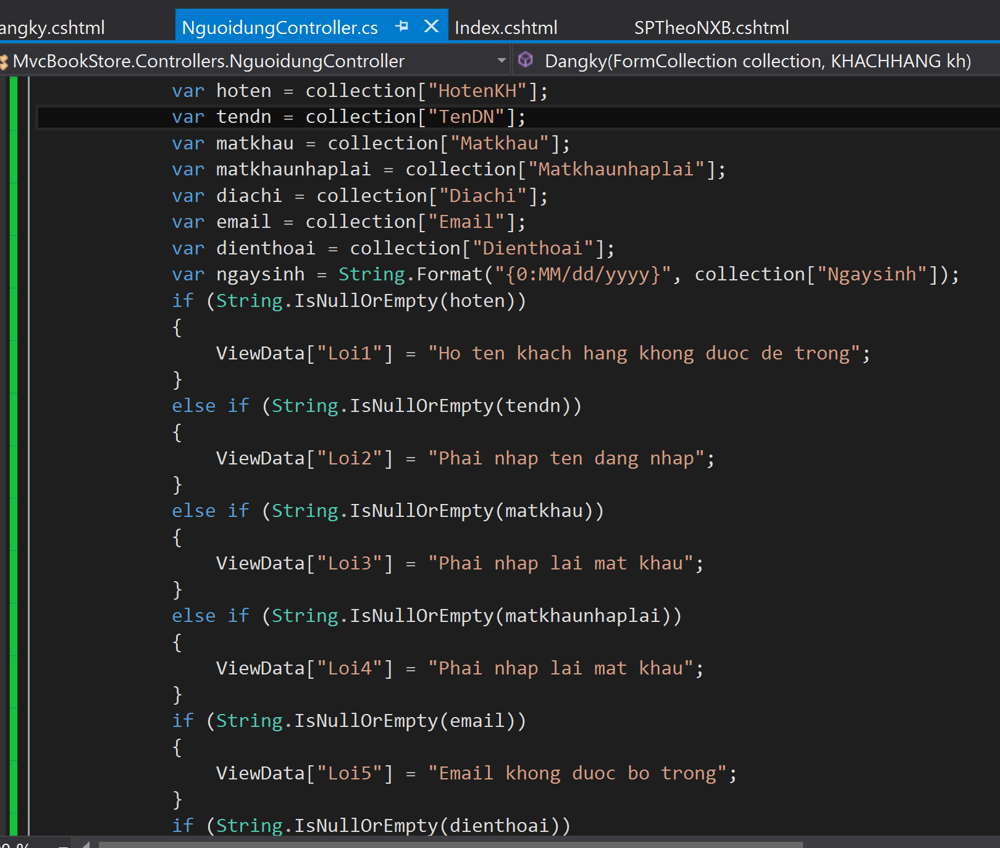 angky.cshtml NguoidungController.cs Index.cshtml SPTheoNXB.cshtml
MvcBookStore.Controllers.NguoidungController Dangky(FormCollection collection, KHACHHANG kh)
var hoten = collection["HotenKH"];
var tendn = collection["TenDN"];
var matkhau = collection["Matkhau"];
var matkhaunhaplai = collection["Matkhaunhaplai"];
var diachi = collection["Diachi"];
var email = collection["Email"];
var dienthoai = collection["Dienthoai"];
var ngaysinh = String.Format("{0:MM/dd/yyyy}", collection["Ngaysinh"]);
if (String.IsNullOrEmpty(hoten))
{
ViewData["Loi1"] = "Ho ten khach hang khong duoc de trong";
}
else if (String.IsNullOrEmpty(tendn))
{
ViewData["Loi2"] = "Phai nhap ten dang nhap";
}
else if (String.IsNullOrEmpty(matkhau))
{
ViewData["Loi3"] = "Phai nhap lai mat khau";
}
else if (String.IsNullOrEmpty(matkhaunhaplai))
{
ViewData["Loi4"] = "Phai nhap lai mat khau";
}
if (String.IsNullOrEmpty(email))
{
ViewData["Loi5"] = "Email khong duoc bo trong";
}
if (String.IsNullOrEmpty(dienthoai))